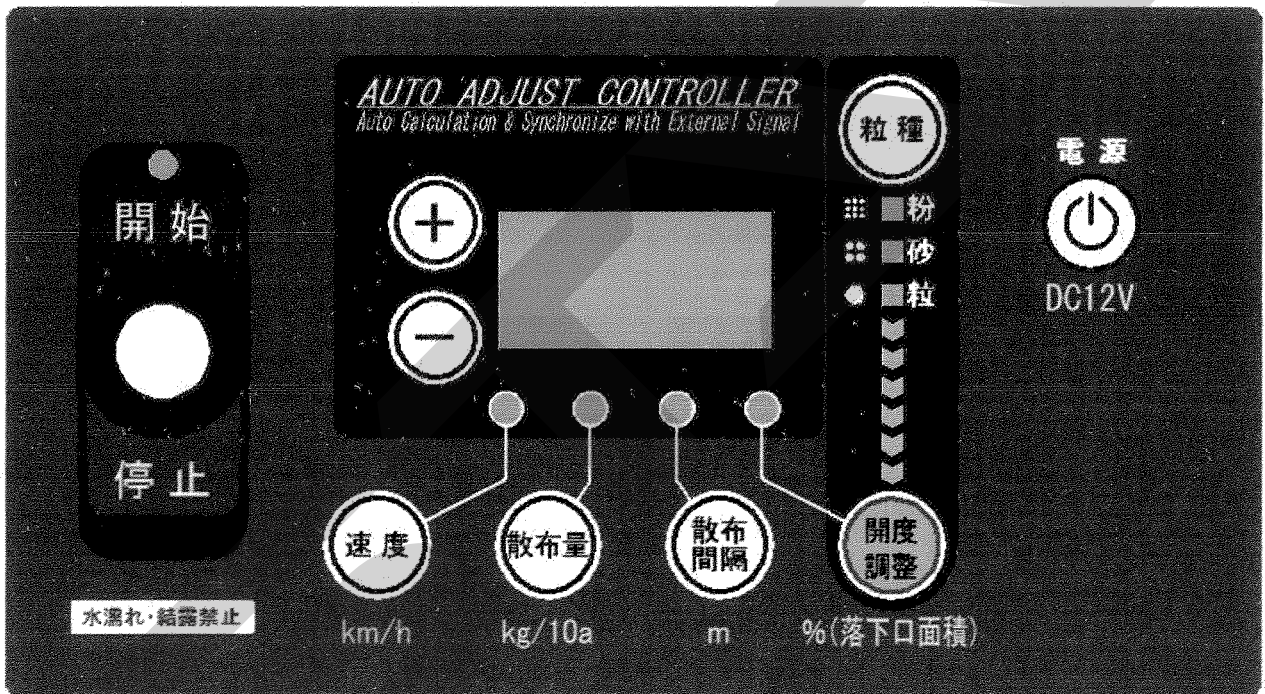 AUTO ADJUST CONTROLLER
Auto Calculation & Synchronize with External Signal
粒種
電源
開始
+
粉
砂
−
粒
DC12V
停止
速度
散布量
散布
間隔
開度
調整
水濡れ・結露禁止
km/h
kg/10a
m
%(落下口面積)